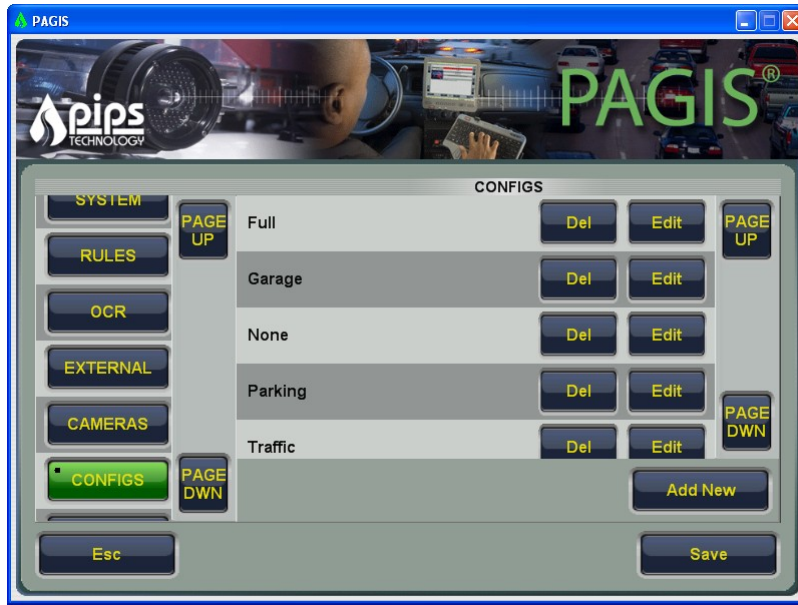 PAGIS
pips
TECHNOLOGY
PAGIS®
CONFIGS
SYSTEM
RULES
OCR
EXTERNAL
CAMERAS
CONFIGS
PAGE
UP
PAGE
DWN
Full Del Edit
Garage Del Edit
None Del Edit
Parking Del Edit
Traffic Del Edit
PAGE
UP
PAGE
DWN
Add New
Esc
Save